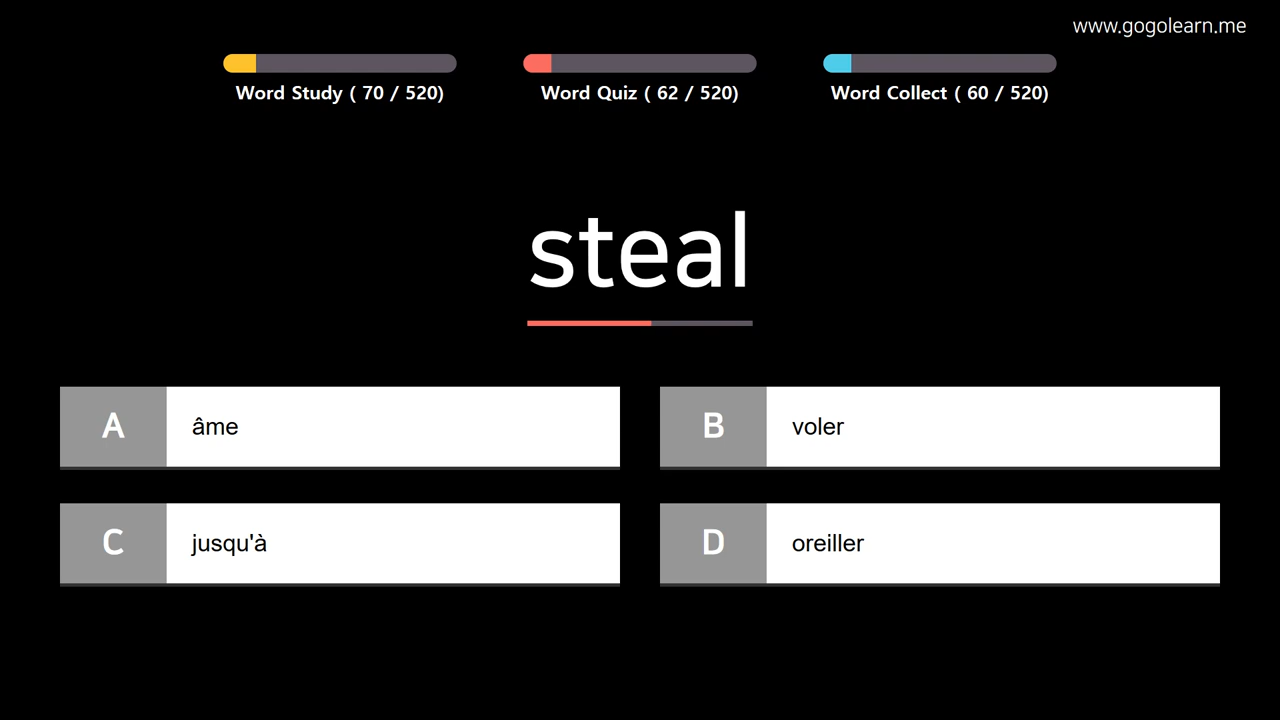 www.gogolearn.me
Word Study ( 70 / 520)
Word Quiz ( 62 / 520)
Word Collect ( 60 / 520)
steal
A
âme
B
voler
C
jusqu'à
D
oreiller